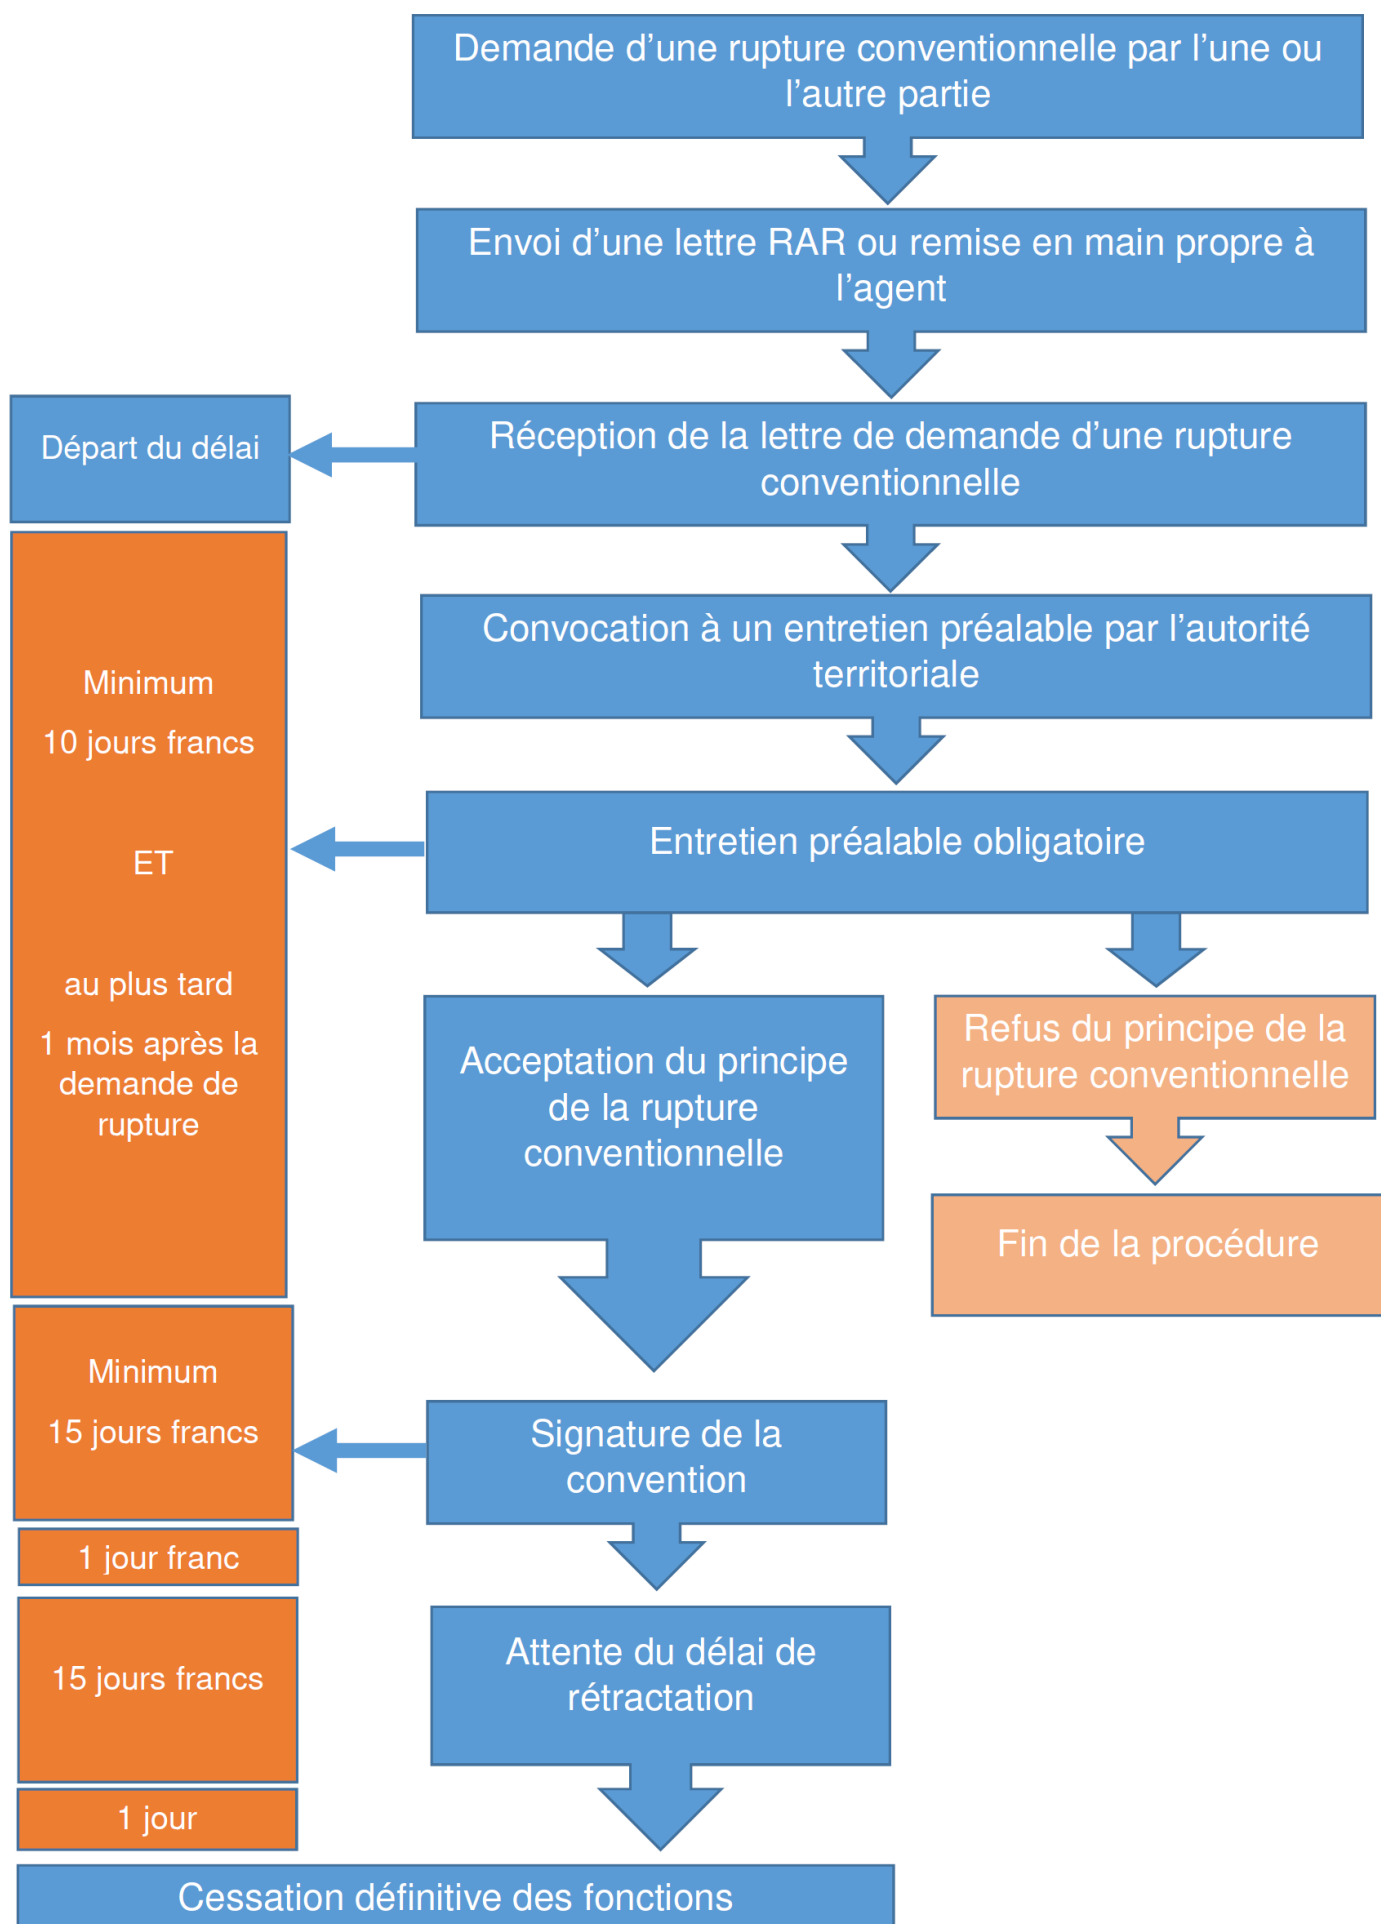 Demande d’une rupture conventionnelle par l’une ou
l’autre partie
Envoi d’une lettre RAR ou remise en main propre à
l’agent
Départ du délai
Réception de la lettre de demande d’une rupture
conventionnelle
Convocation à un entretien préalable par l’autorité
territoriale
Minimum
10 jours francs
ET
au plus tard
1 mois après la
demande de
rupture
Entretien préalable obligatoire
Acceptation du principe
de la rupture
conventionnelle
Refus du principe de la
rupture conventionnelle
Fin de la procédure
Minimum
15 jours francs
Signature de la
convention
1 jour franc
15 jours francs
Attente du délai de
rétractation
1 jour
Cessation définitive des fonctions